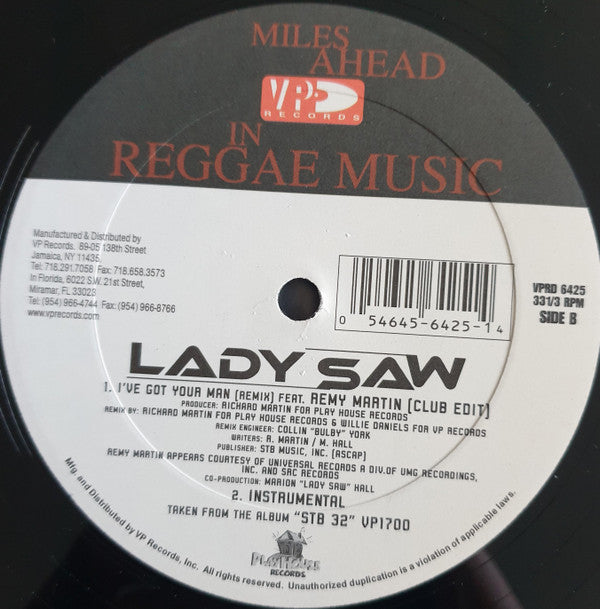 MILES
AHEAD
VP
RECORDS
IN
REGGAE MUSIC
Manufactured & Distributed by
VP Records. 89-05 138th Street
Jamaica, NY 11435
Tel: 718.291.7058 Fax: 718.658.3573
In Florida, 6022 S.W. 21st Street,
Miramar, FL 33023
Tel: (954) 966-4744 Fax: (954) 966-8766
www.vprecords.com
0 54645-6425-1 4
VPRD 6425
331/3 RPM
SIDE B
LADY SAW
1. I'VE GOT YOUR MAN (REMIX) FEAT. REMY MARTIN (CLUB EDIT)
PRODUCER: RICHARD MARTIN FOR PLAY HOUSE RECORDS
REMIX BY: RICHARD MARTIN FOR PLAY HOUSE RECORDS & WILLIE DANIELS FOR VP RECORDS
REMIX ENGINEER: COLLIN "BULBY" YORK
WRITERS: R. MARTIN / M. HALL
PUBLISHER: STB MUSIC, INC. (ASCAP)
REMY MARTIN APPEARS COURTESY OF UNIVERSAL RECORDS A DIV.OF UMG RECORDINGS,
INC. AND SRC RECORDS
CO-PRODUCTION: MARION "LADY SAW" HALL
2. INSTRUMENTAL
TAKEN FROM THE ALBUM "STB 32" VP1700
PLAYHOUSE
RECORDS
Mfg. and Distributed by VP Records, Inc. All rights reserved. Unauthorized duplication is a violation of applicable laws.